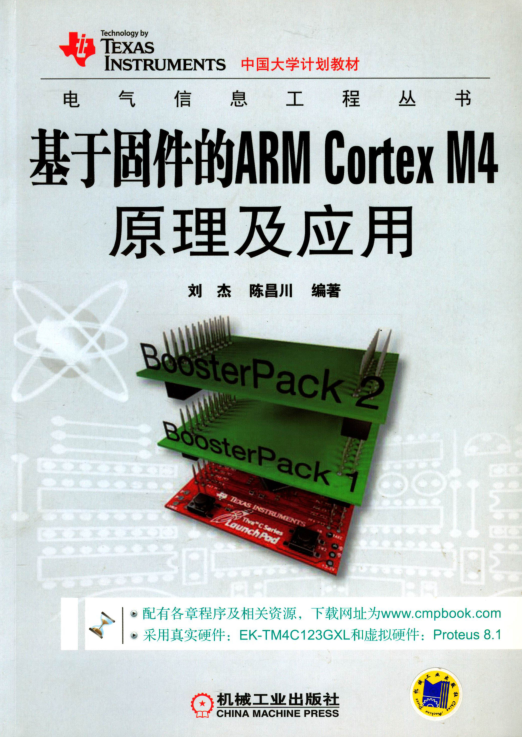 Technology by
TEXAS
INSTRUMENTS 中国大学计划教材
电气信息工程丛书
基于固件的ARM Cortex M4
原理及应用
刘 杰 陈昌川 编著
BoosterPack 2
BoosterPack 1
TEXAS INSTRUMENTS
Tiva™ C Series
LaunchPad
配有各章程序及相关资源，下载网址为www.cmpbook.com
采用真实硬件：EK-TM4C123GXL和虚拟硬件：Proteus 8.1
机械工业出版社
CHINA MACHINE PRESS